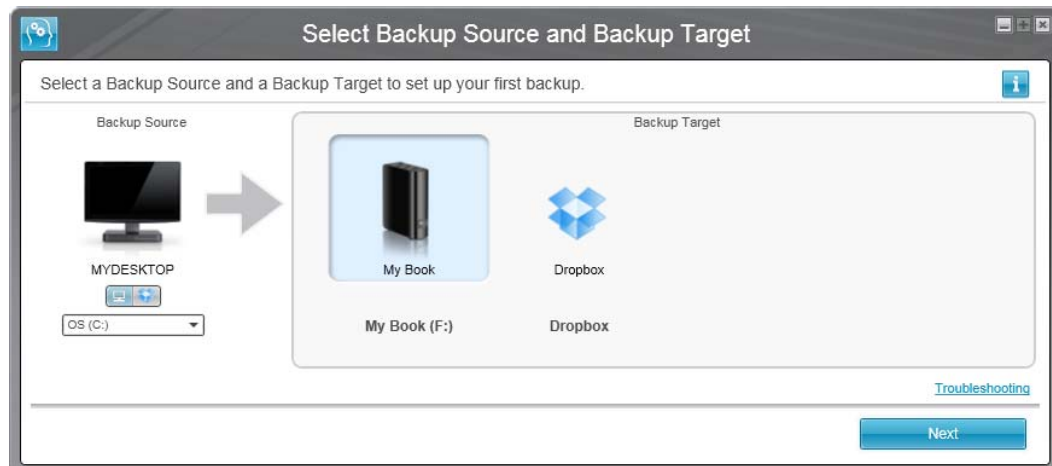 Select Backup Source and Backup Target
Select a Backup Source and a Backup Target to set up your first backup.
Backup Source
Backup Target
MYDESKTOP
OS (C:)
My Book
Dropbox
My Book (F:)
Dropbox
Troubleshooting
Next